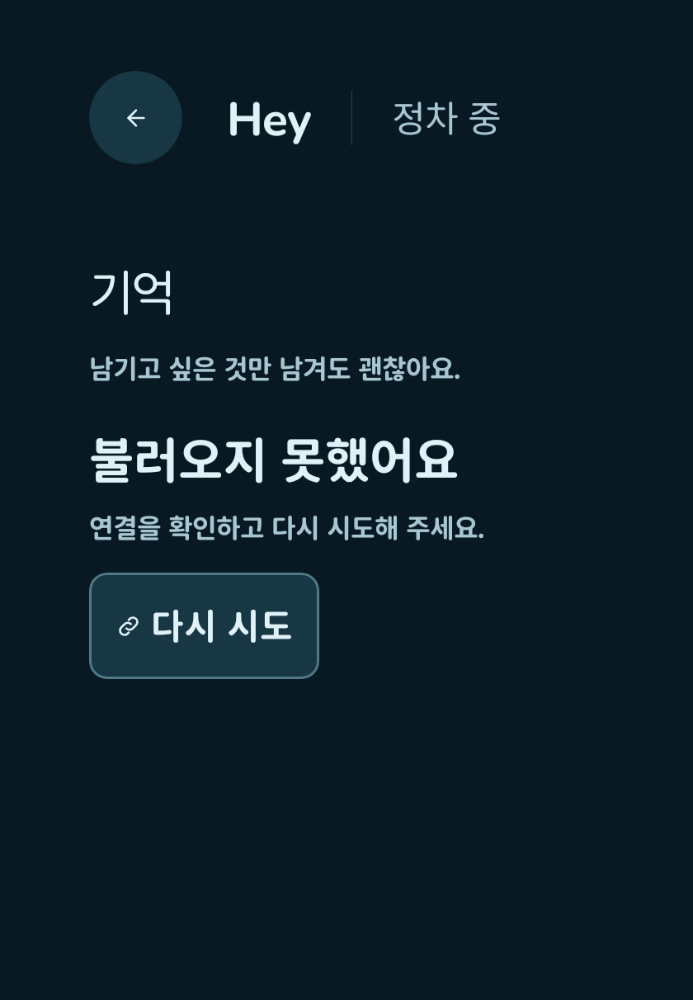 Hey 정차 중
기억
남기고 싶은 것만 남겨도 괜찮아요.
불러오지 못했어요
연결을 확인하고 다시 시도해 주세요.
다시 시도